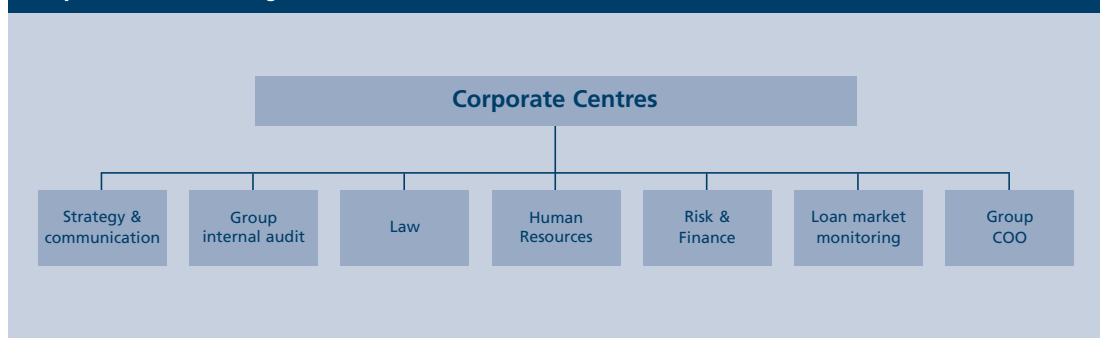 Corporate Centres
Strategy &
communication
Group
internal audit
Law
Human
Resources
Risk &
Finance
Loan market
monitoring
Group
COO